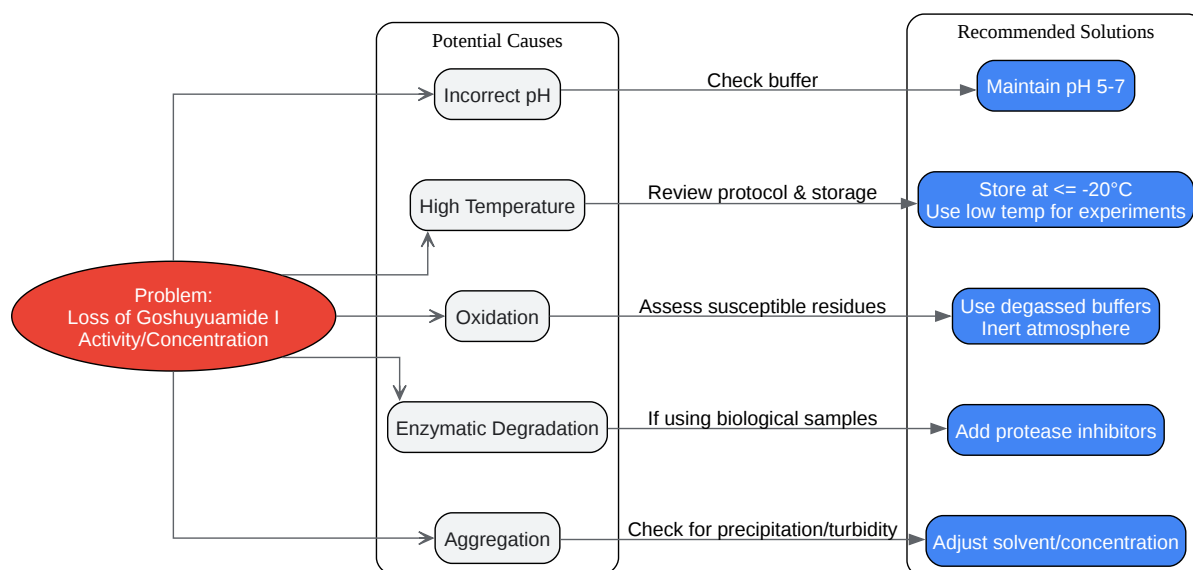 Potential Causes
Recommended Solutions
Incorrect pH
Check buffer
Maintain pH 5-7
High Temperature
Review protocol & storage
Store at <= -20°C
Use low temp for experiments
Problem:
Loss of Goshuyuamide I
Activity/Concentration
Oxidation
Assess susceptible residues
Use degassed buffers
Inert atmosphere
Enzymatic Degradation
If using biological samples
Add protease inhibitors
Aggregation
Check for precipitation/turbidity
Adjust solvent/concentration